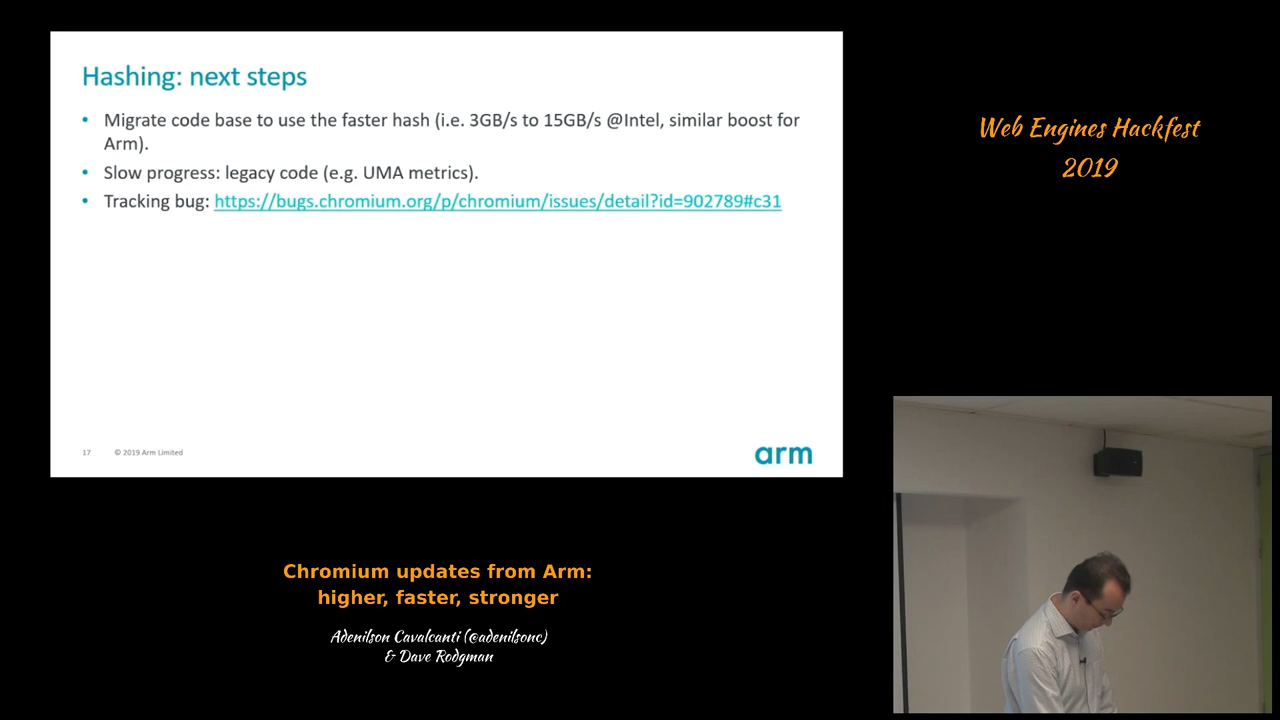 Hashing: next steps
• Migrate code base to use the faster hash (i.e. 3GB/s to 15GB/s @Intel, similar boost for
Arm).
• Slow progress: legacy code (e.g. UMA metrics).
• Tracking bug: https://bugs.chromium.org/p/chromium/issues/detail?id=902789#c31
17 © 2019 Arm Limited
arm
Web Engines Hackfest
2019
Chromium updates from Arm:
higher, faster, stronger
Adenilson Cavalcanti (@adenilsonc)
& Dave Rodgman